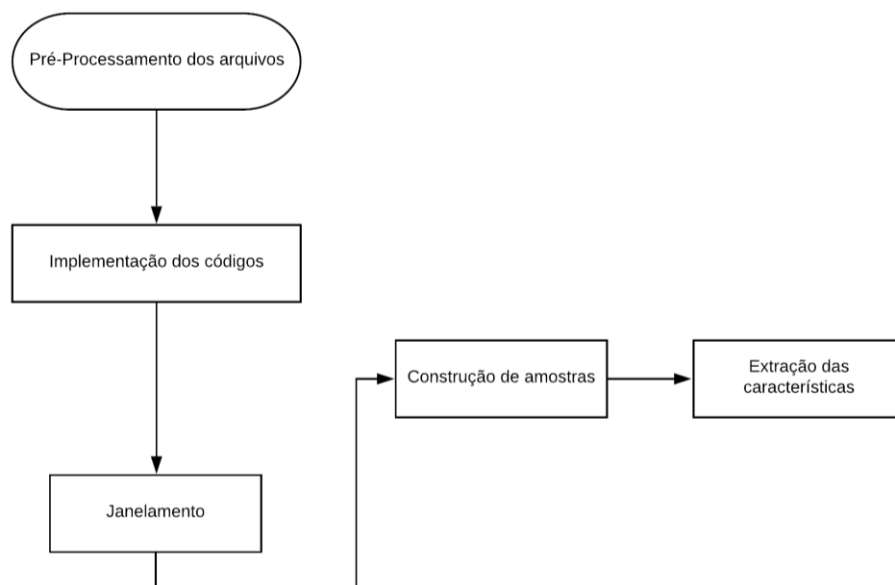 Pré-Processamento dos arquivos
Implementação dos códigos
Janelamento
Construção de amostras
Extração das
características